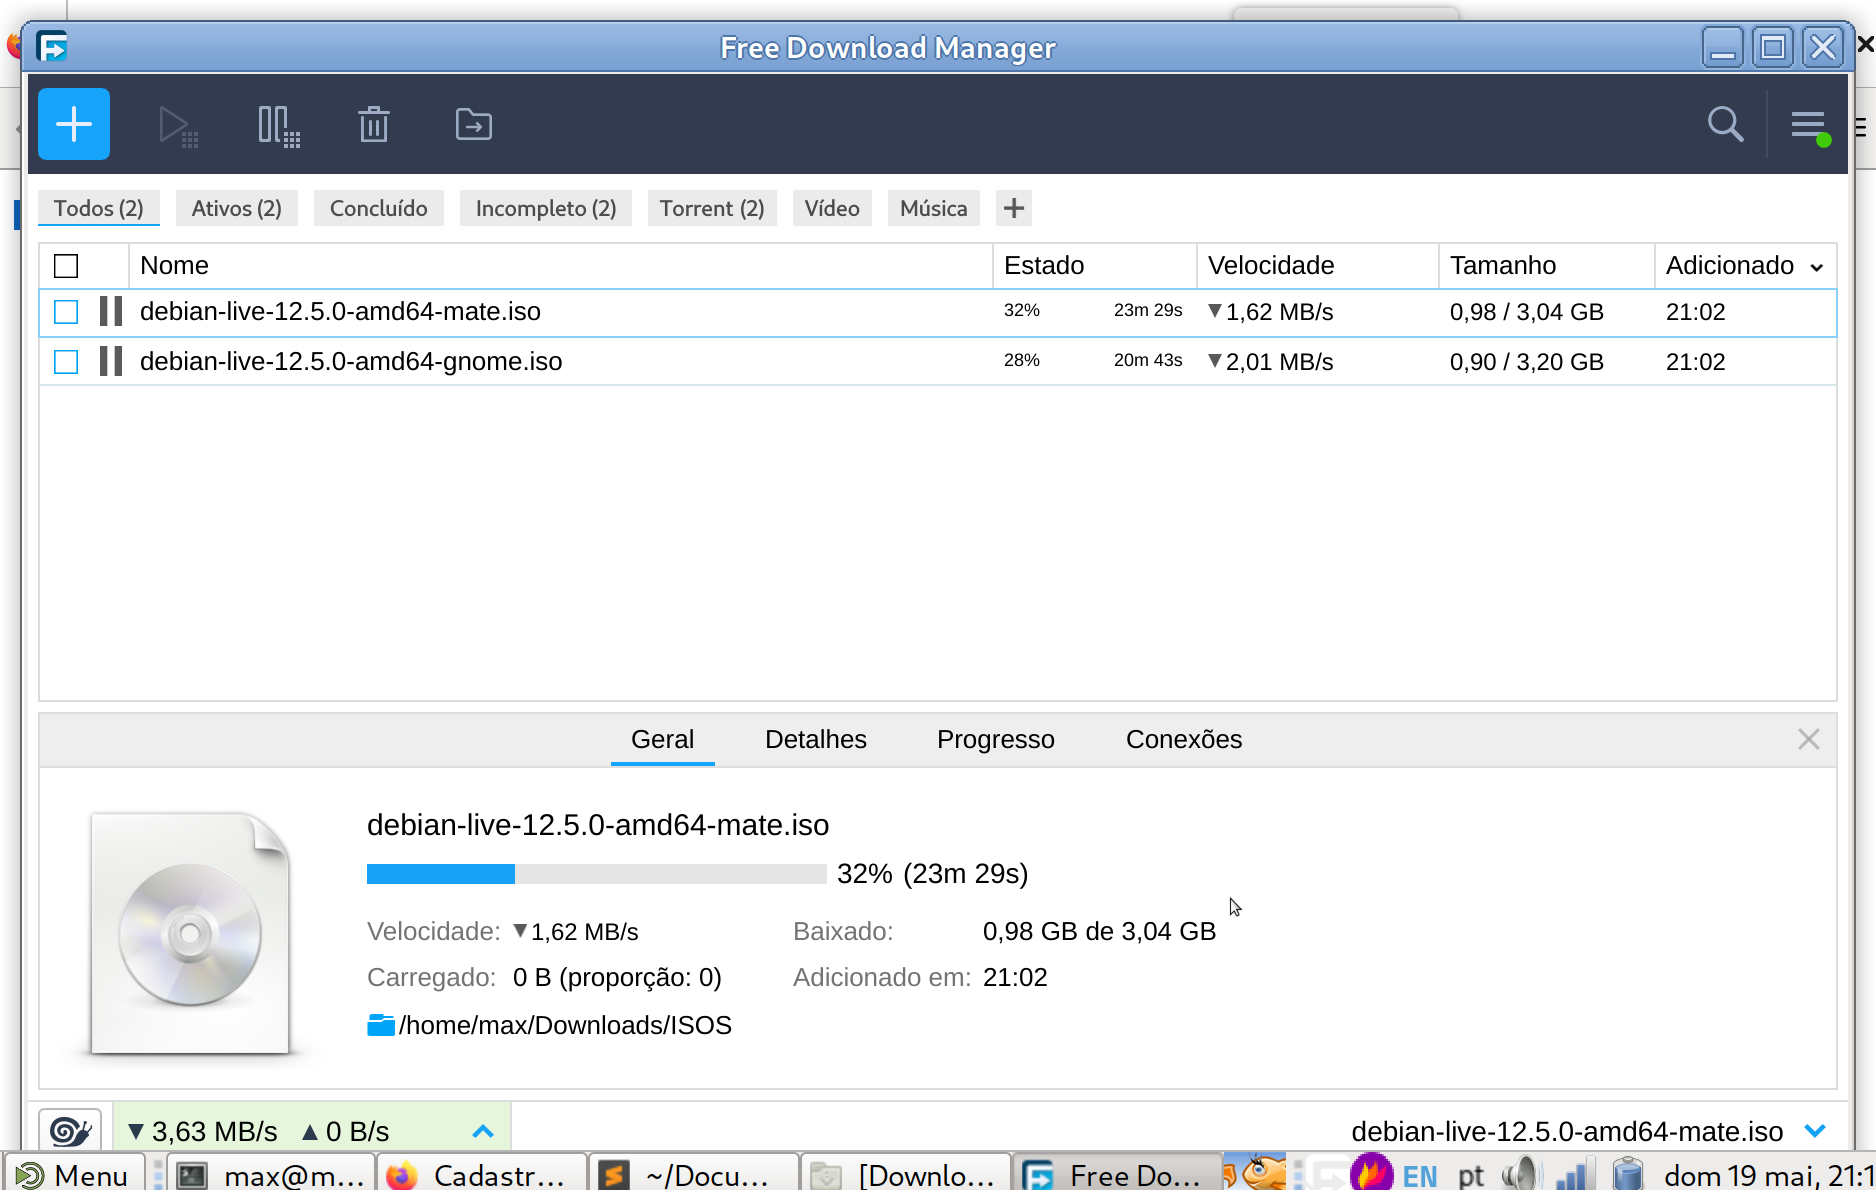 Free Download Manager
Todos (2) Ativos (2) Concluído Incompleto (2) Torrent (2) Vídeo Música
Nome Estado Velocidade Tamanho Adicionado
debian-live-12.5.0-amd64-mate.iso 32% 23m 29s ▼1,62 MB/s 0,98 / 3,04 GB 21:02
debian-live-12.5.0-amd64-gnome.iso 28% 20m 43s ▼2,01 MB/s 0,90 / 3,20 GB 21:02
Geral Detalhes Progresso Conexões
debian-live-12.5.0-amd64-mate.iso
32% (23m 29s)
Velocidade: ▼1,62 MB/s Baixado: 0,98 GB de 3,04 GB
Carregado: 0 B (proporção: 0) Adicionado em: 21:02
/home/max/Downloads/ISOS
▼ 3,63 MB/s ▲ 0 B/s debian-live-12.5.0-amd64-mate.iso
Menu max@m... Cadastr... ~/Docu... [Downlo... Free Do... EN pt dom 19 mai, 21:1